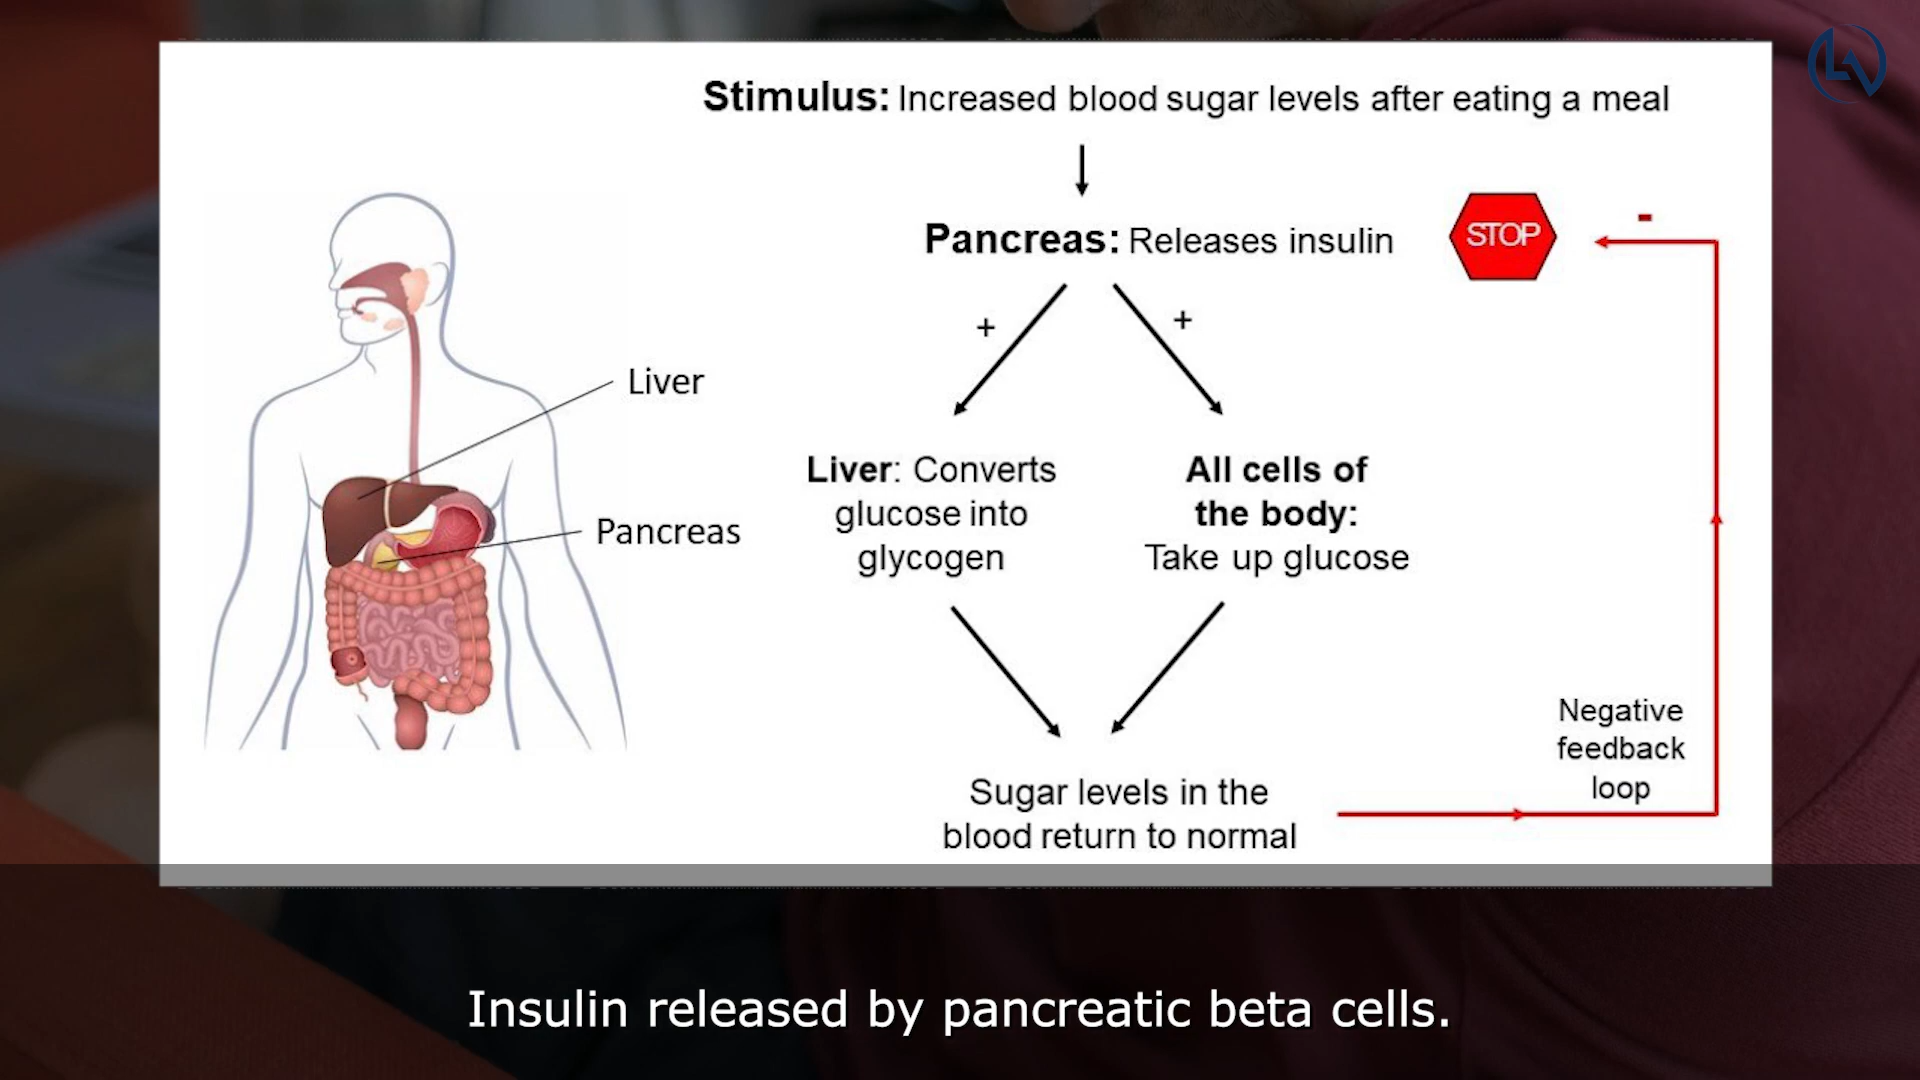 Stimulus: Increased blood sugar levels after eating a meal
Pancreas: Releases insulin
STOP
-
+
+
Liver
Pancreas
Liver: Converts
glucose into
glycogen
All cells of
the body:
Take up glucose
Negative
feedback
loop
Sugar levels in the
blood return to normal
Insulin released by pancreatic beta cells.